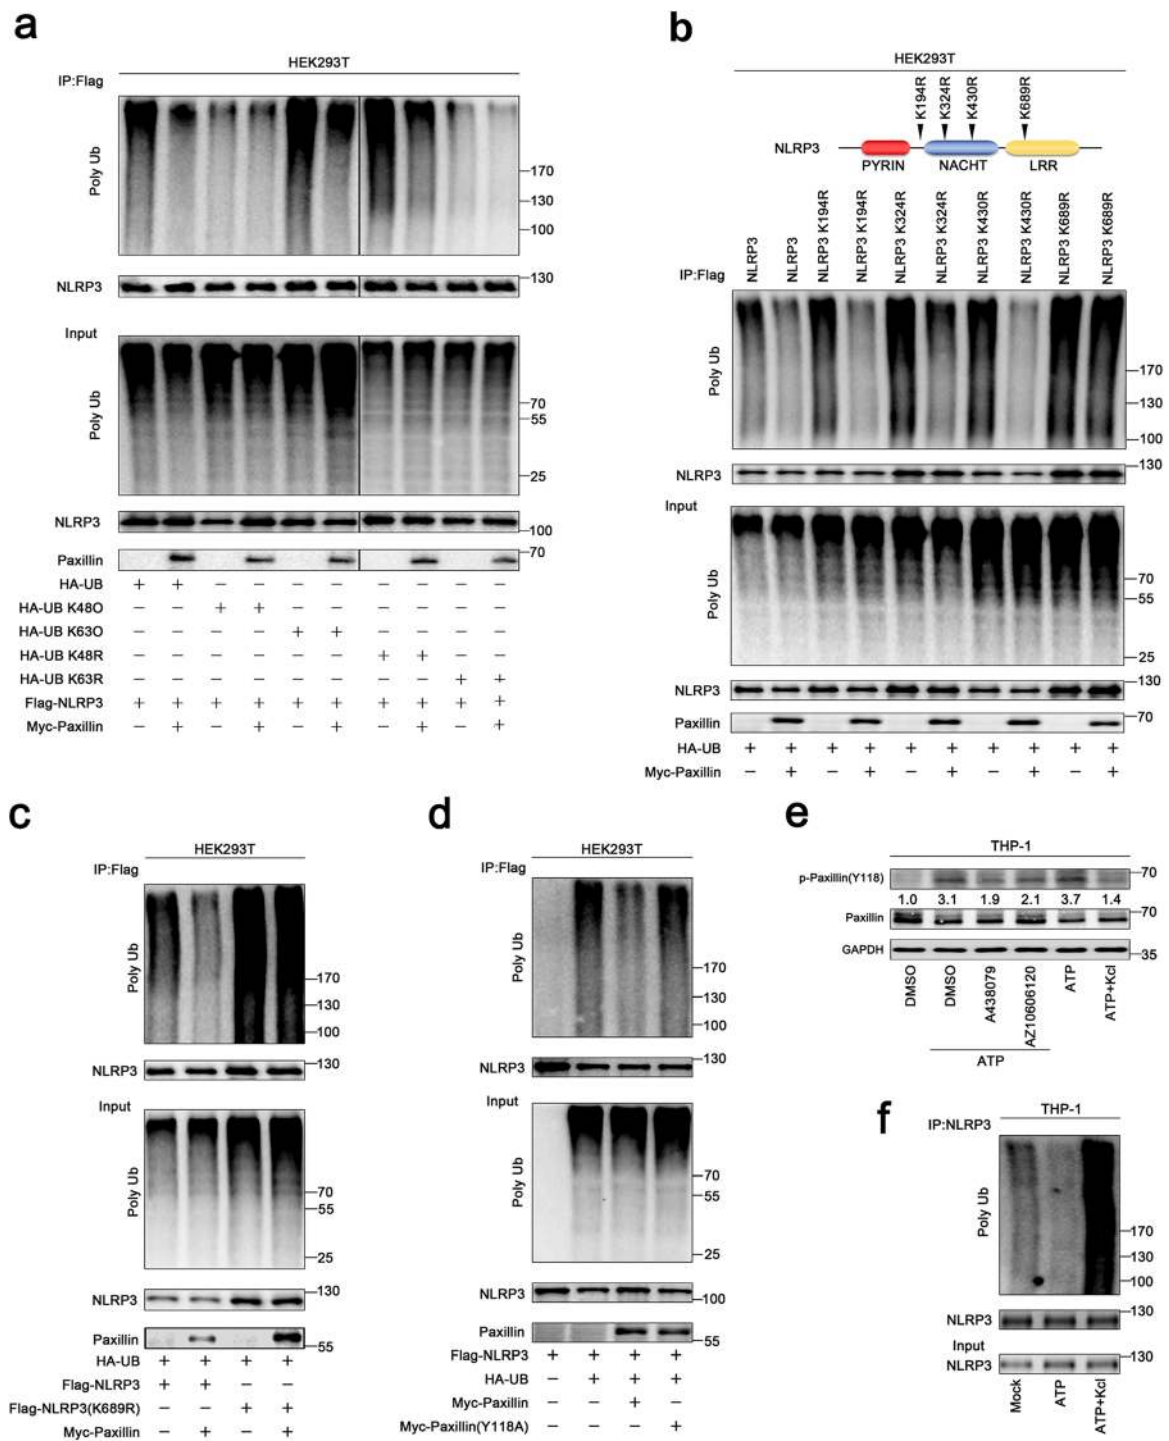 a
HEK293T
IP:Flag
Poly Ub
170
130
100
NLRP3
130
Input
Poly Ub
70
55
25
NLRP3
100
Paxillin
70
HA-UB + + − − − − − − − −
HA-UB K48O − − + + − − − − − −
HA-UB K63O − − − − + + − − − −
HA-UB K48R − − − − − − + + − −
HA-UB K63R − − − − − − − − + +
Flag-NLRP3 + + + + + + + + + +
Myc-Paxillin − + − + − + − + − +
b
HEK293T
K194R K324R K430R K689R
NLRP3
PYRIN NACHT LRR
NLRP3 NLRP3 NLRP3 K194R NLRP3 K194R NLRP3 K324R NLRP3 K324R NLRP3 K430R NLRP3 K430R NLRP3 K689R NLRP3 K689R
IP:Flag
Poly Ub
170
130
100
NLRP3
130
Input
Poly Ub
70
55
25
NLRP3
130
Paxillin
70
HA-UB + + + + + + + + + +
Myc-Paxillin − + − + − + − + − +
c
HEK293T
IP:Flag
Poly Ub
170
130
100
NLRP3
130
Input
Poly Ub
70
55
25
NLRP3
130
Paxillin
55
HA-UB + + + +
Flag-NLRP3 + + − −
Flag-NLRP3(K689R) − − + +
Myc-Paxillin − + − +
d
HEK293T
IP:Flag
Poly Ub
170
130
100
NLRP3
130
Input
Poly Ub
70
55
25
NLRP3
100
Paxillin
55
Flag-NLRP3 + + + +
HA-UB − + + +
Myc-Paxillin − − + −
Myc-Paxillin(Y118A) − − − +
e
THP-1
p-Paxillin(Y118)
70
1.0 3.1 1.9 2.1 3.7 1.4
Paxillin
70
GAPDH
35
DMSO DMSO A438079 AZ10606120 ATP ATP+Kcl
ATP
f
THP-1
IP:NLRP3
Poly Ub
170
130
100
NLRP3
130
Input
NLRP3
130
Mock ATP ATP+Kcl